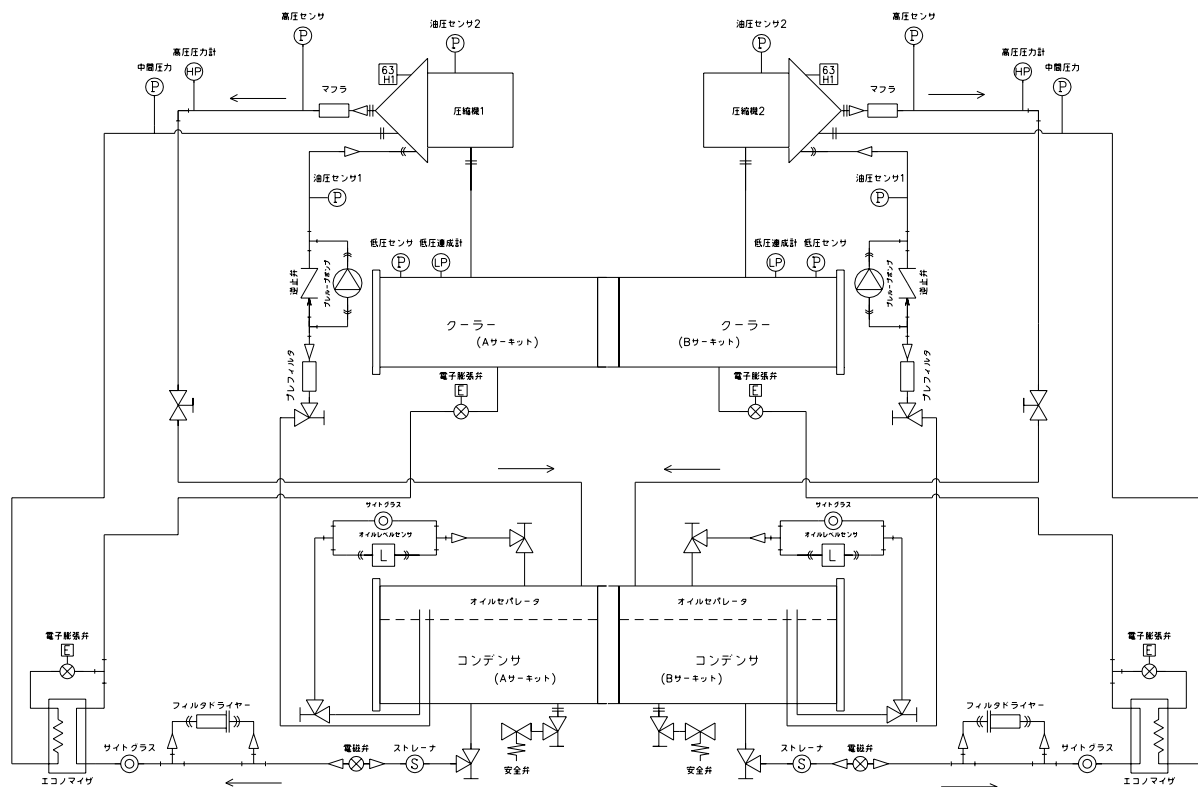 高圧センサ
油圧センサ2
P
P
高圧圧力計
63
H1
中間圧力
HP
P
マフラ
圧縮機1
油圧センサ1
P
低圧センサ
低圧連成計
P
LP
逆止弁
プレルーブポンプ
クーラー
(Aサーキット)
プレフィルタ
電子膨張弁
E
油圧センサ2
高圧センサ
P
P
63
H1
高圧圧力計
中間圧力
HP
P
マフラ
圧縮機2
油圧センサ1
P
低圧連成計
低圧センサ
LP
P
プレルーブポンプ
逆止弁
クーラー
(Bサーキット)
プレフィルタ
電子膨張弁
E
サイトグラス
オイルレベルセンサ
L
オイルセパレータ
コンデンサ
(Aサーキット)
サイトグラス
オイルレベルセンサ
L
オイルセパレータ
コンデンサ
(Bサーキット)
電子膨張弁
E
フィルタドライヤー
サイトグラス
電磁弁
ストレーナ
S
安全弁
エコノマイザ
電子膨張弁
E
フィルタドライヤー
安全弁
ストレーナ
電磁弁
サイトグラス
S
エコノマイザ